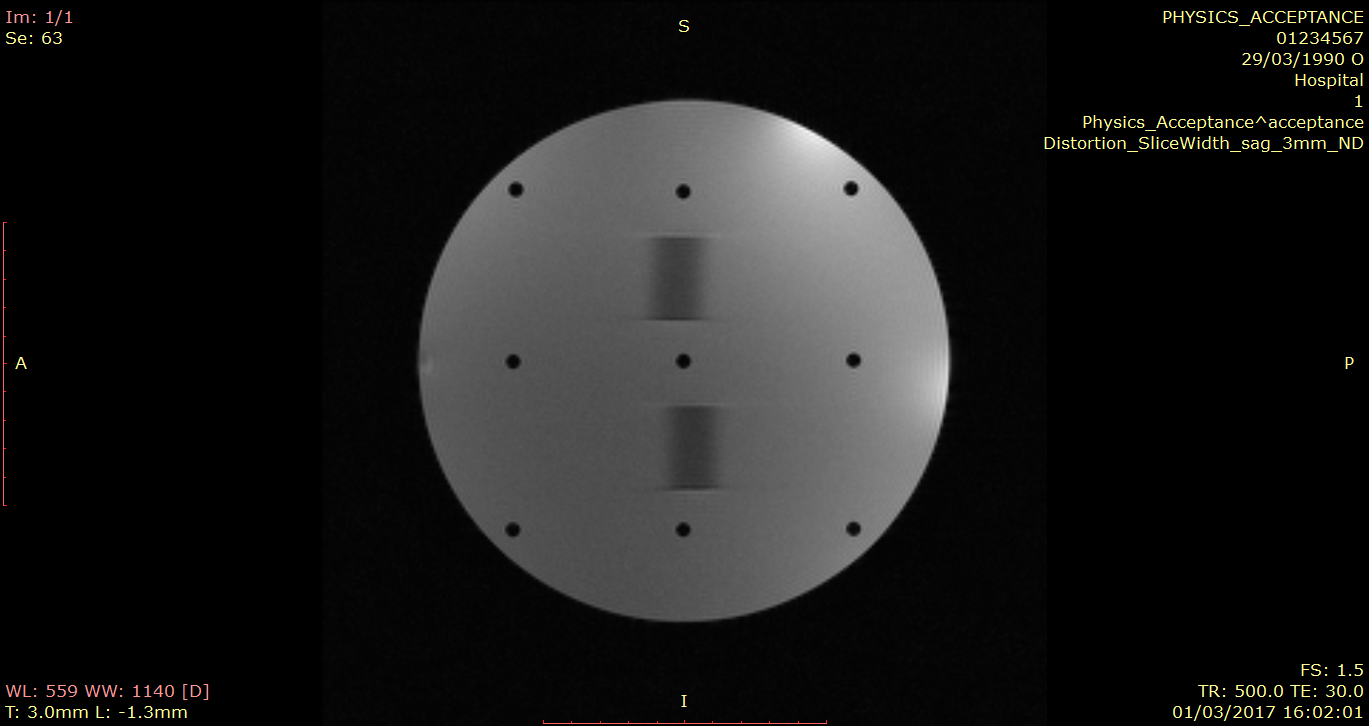 Im: 1/1
Se: 63
S
PHYSICS_ACCEPTANCE
01234567
29/03/1990 O
Hospital
1
Physics_Acceptance^acceptance
Distortion_SliceWidth_sag_3mm_ND
A
P
WL: 559 WW: 1140 [D]
T: 3.0mm L: -1.3mm
I
FS: 1.5
TR: 500.0 TE: 30.0
01/03/2017 16:02:01